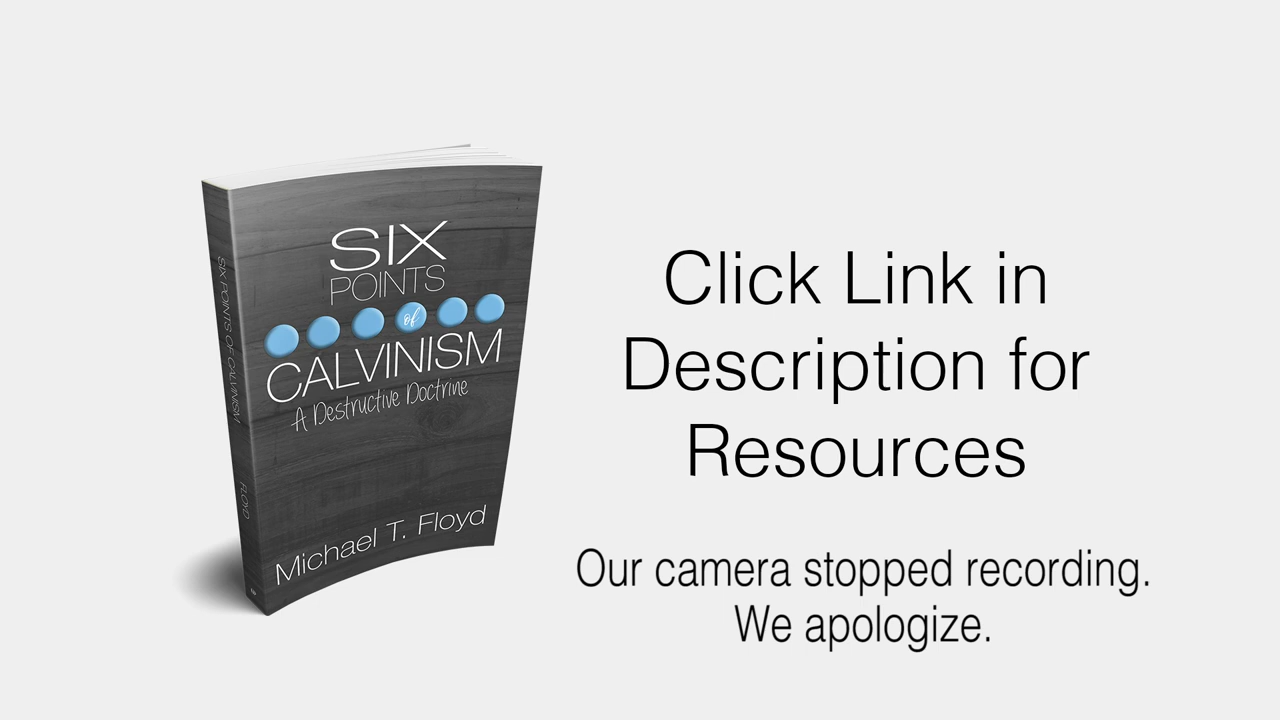 SIX
POINTS
of
CALVINISM
A Destructive Doctrine
Michael T. Floyd
SIX POINTS OF CALVINISM
FLOYD
Click Link in
Description for
Resources
Our camera stopped recording.
We apologize.